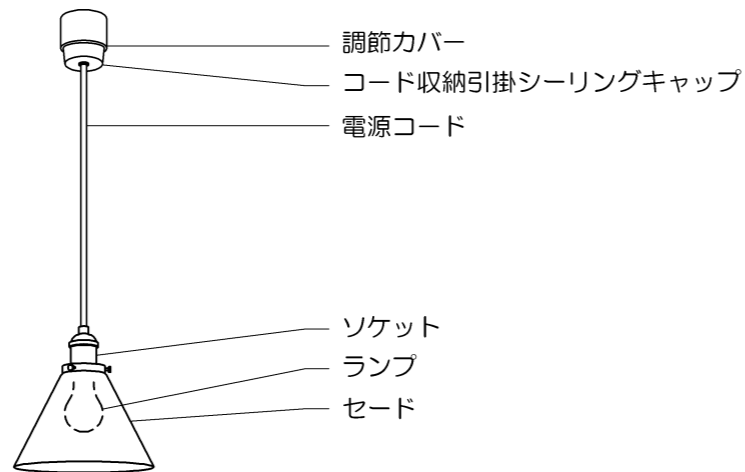 調節カバー
コード収納引掛シーリングキャップ
電源コード
ソケット
ランプ
セード